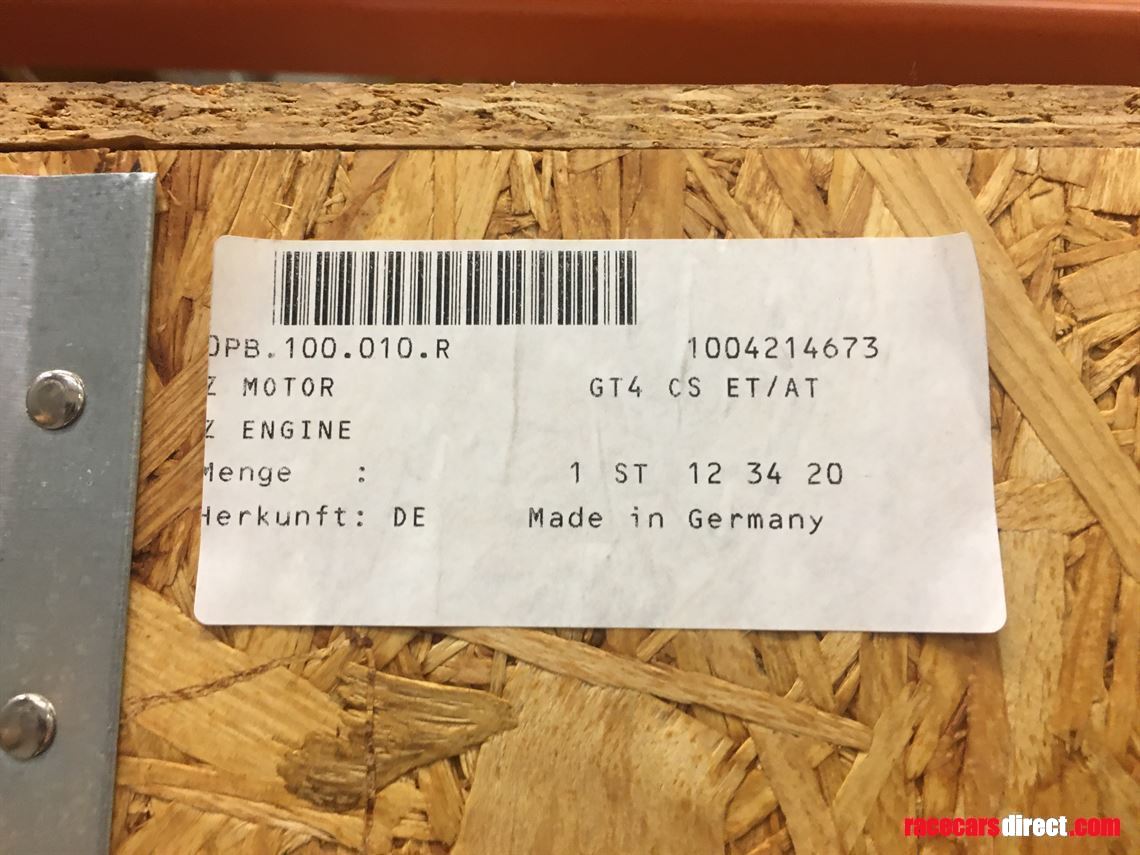 0PB.100.010.R 1004214673
Z MOTOR GT4 CS ET/AT
Z ENGINE
Menge : 1 ST 12 34 20
Herkunft: DE Made in Germany
racecarsdirect.com